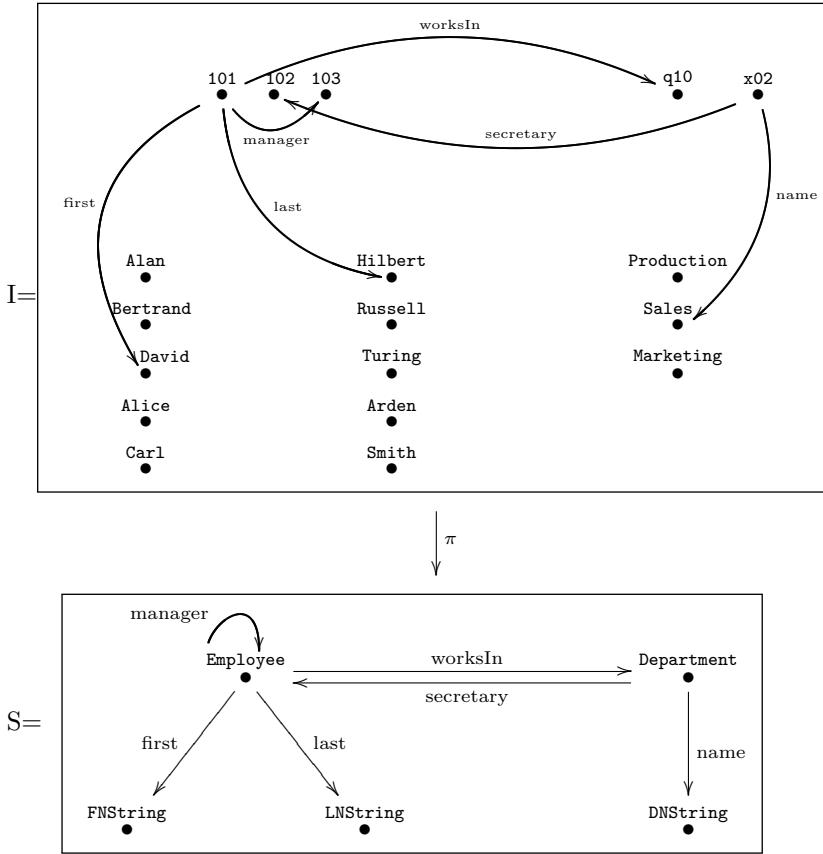 worksIn
101 102 103 q10 x02
manager
secretary
first
last
name
Alan Hilbert Production
I=
Bertrand Russell Sales
David Turing Marketing
Alice Arden
Carl Smith
π
manager
Employee worksIn Department
secretary
S=
first last name
FNString LNString DNString